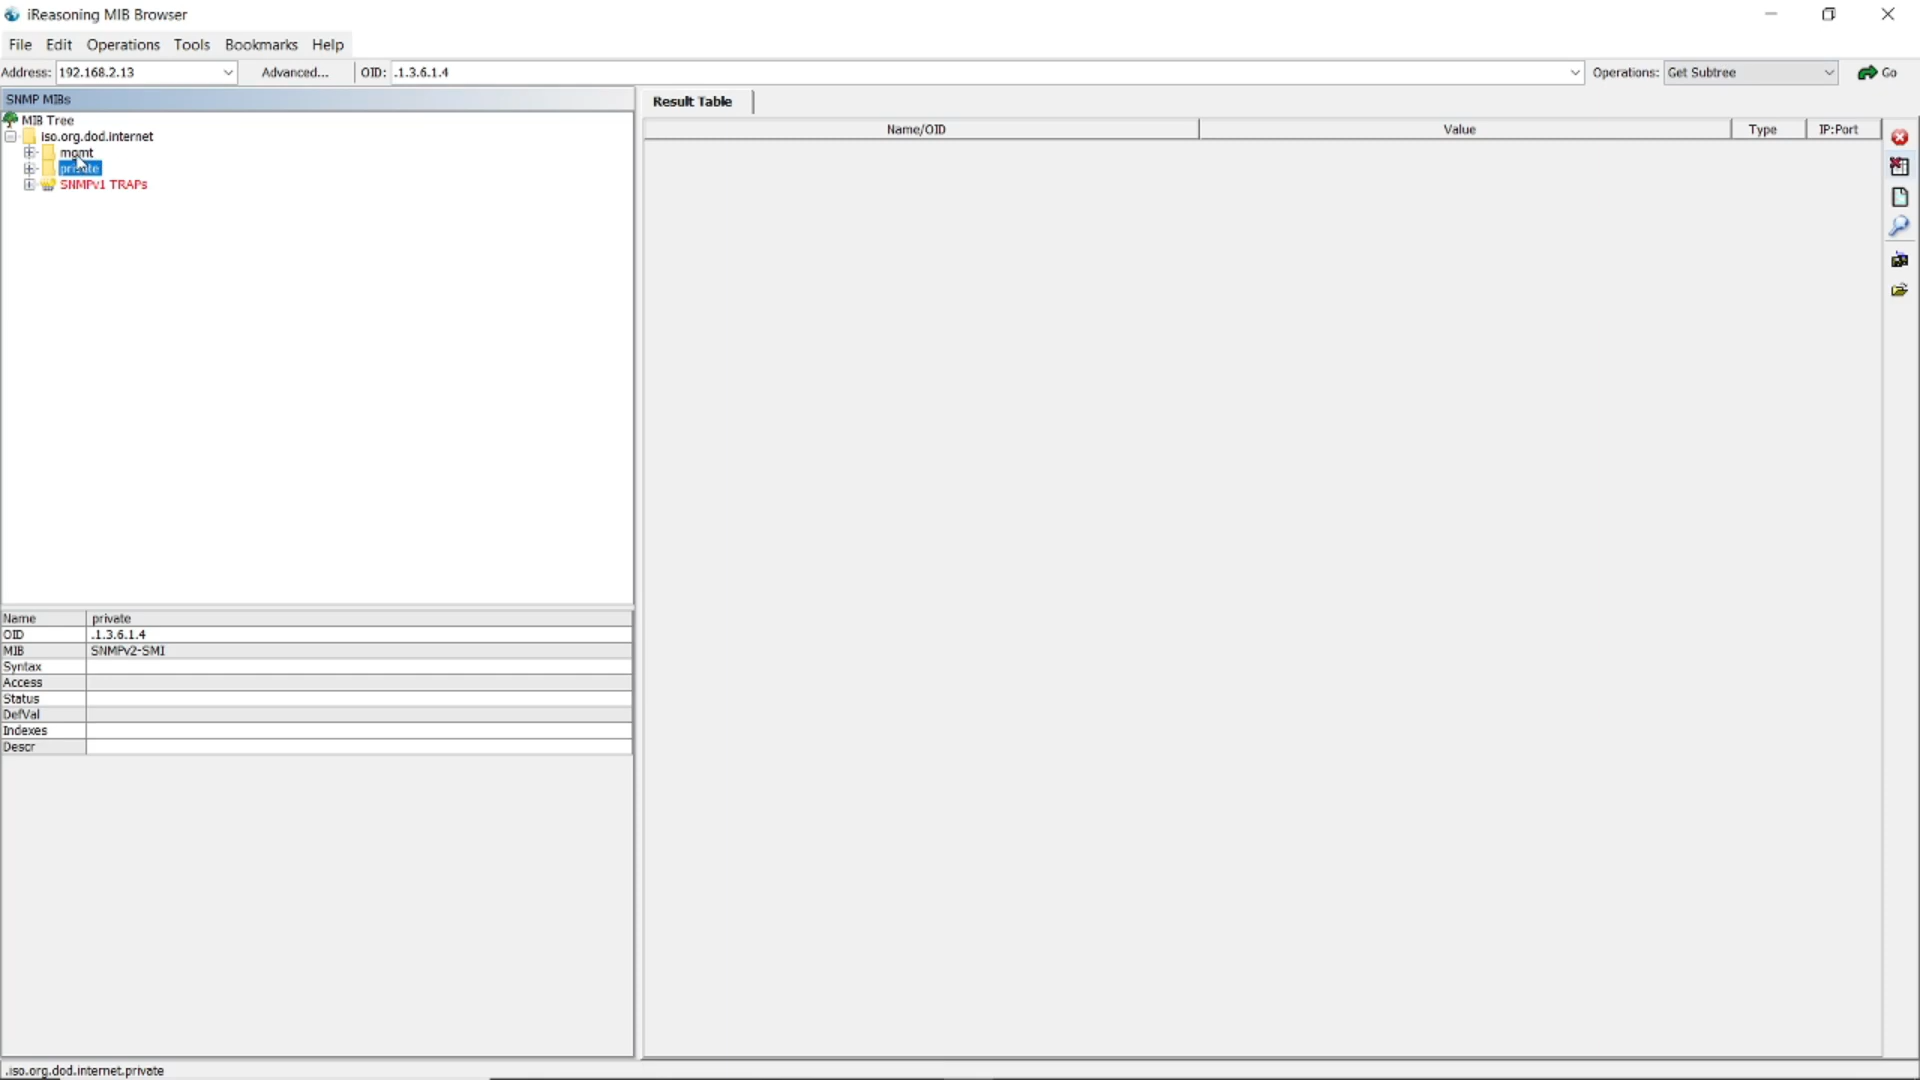 iReasoning MIB Browser
File Edit Operations Tools Bookmarks Help
Address: 192.168.2.13 Advanced... OID: .1.3.6.1.4 Operations: Get Subtree Go
SNMP MIBs
MIB Tree
iso.org.dod.internet
mgmt
private
SNMPv1 TRAPs
Result Table
Name/OID Value Type IP:Port
Name private
OID .1.3.6.1.4
MIB SNMPv2-SMI
Syntax
Access
Status
DefVal
Indexes
Descr
.iso.org.dod.internet.private